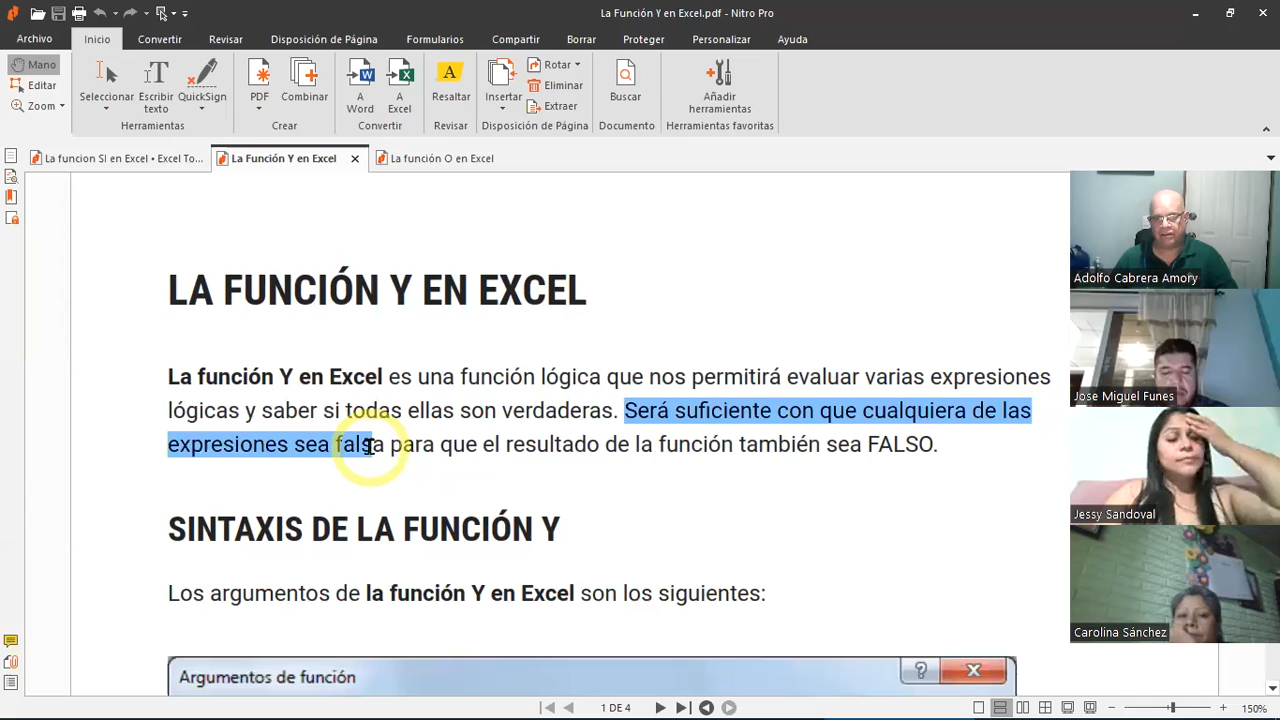 La Función Y en Excel.pdf - Nitro Pro
Archivo Inicio Convertir Revisar Disposición de Página Formularios Compartir Borrar Proteger Personalizar Ayuda
Mano
Editar
Zoom
Seleccionar
Escribir texto
QuickSign
Herramientas
PDF
Combinar
Crear
A Word
A Excel
Convertir
A
Resaltar
Revisar
Insertar
Rotar
Eliminar
Extraer
Disposición de Página
Buscar
Documento
Añadir herramientas
Herramientas favoritas
La funcion SI en Excel • Excel To... La Función Y en Excel La función O en Excel
LA FUNCIÓN Y EN EXCEL
La función Y en Excel es una función lógica que nos permitirá evaluar varias expresiones
lógicas y saber si todas ellas son verdaderas. Será suficiente con que cualquiera de las
expresiones sea falsa para que el resultado de la función también sea FALSO.
SINTAXIS DE LA FUNCIÓN Y
Los argumentos de la función Y en Excel son los siguientes:
Argumentos de función
Adolfo Cabrera Amory
Jose Miguel Funes
Jessy Sandoval
Carolina Sánchez
1 DE 4
150%